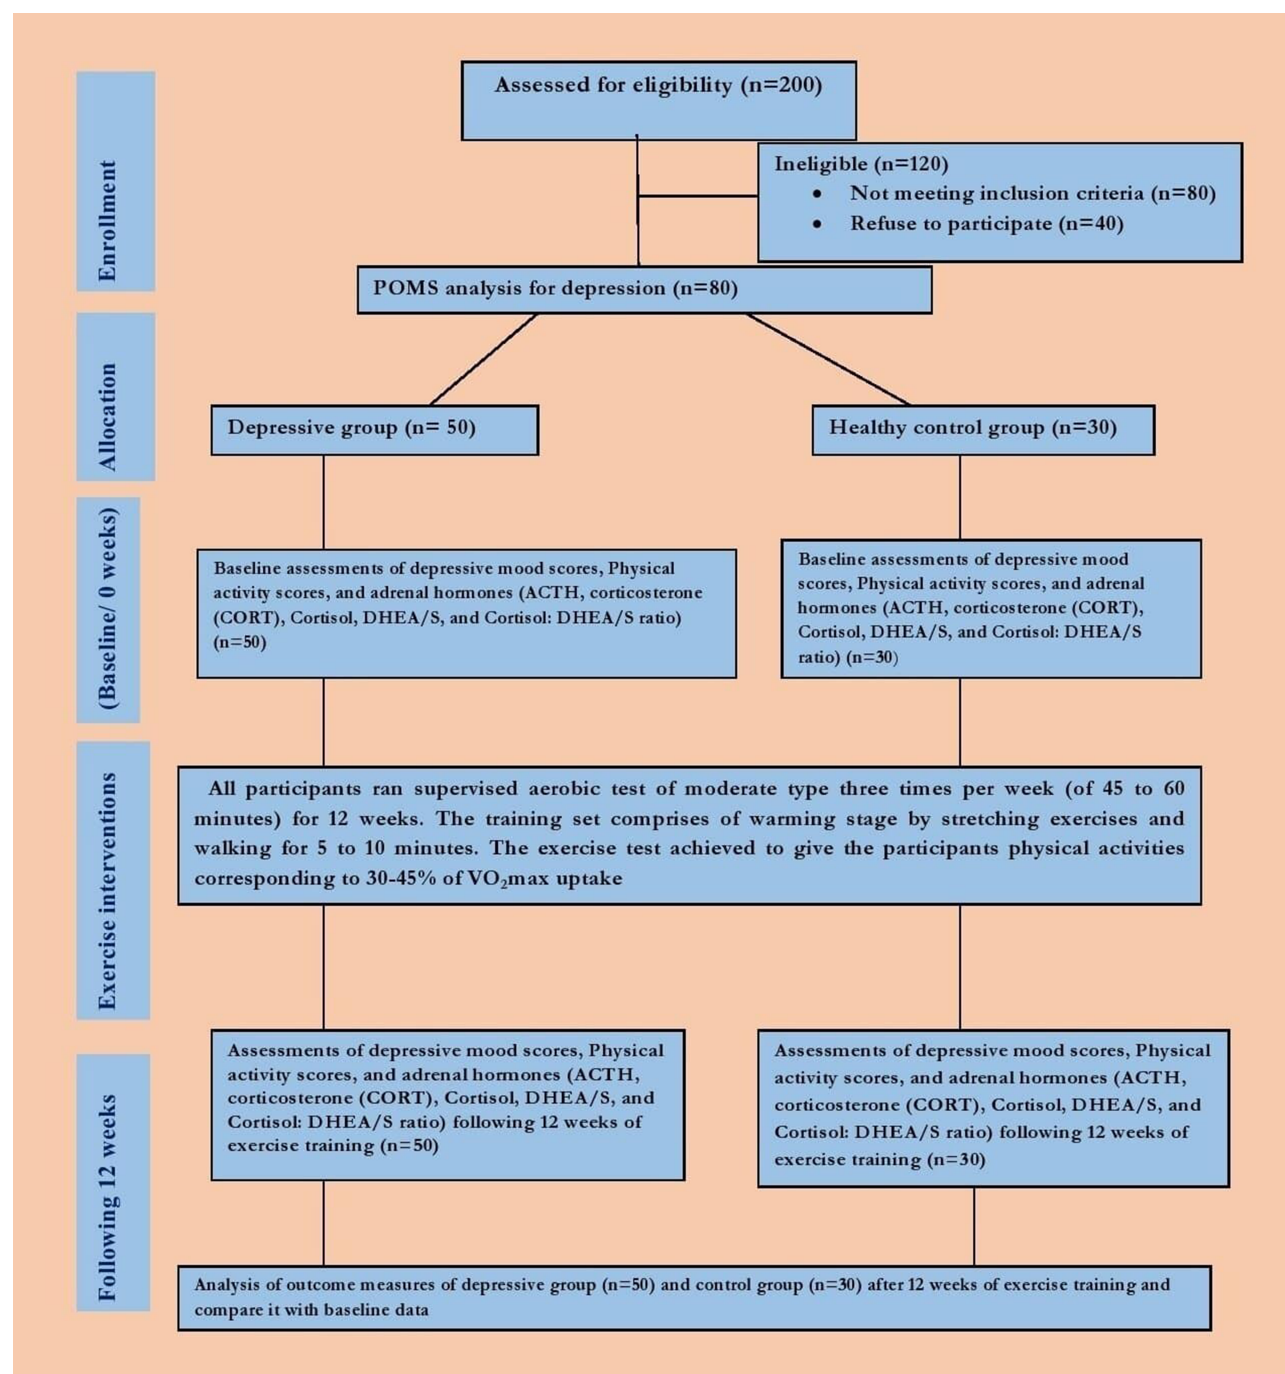 Enrollment
Assessed for eligibility (n=200)
Ineligible (n=120)
• Not meeting inclusion criteria (n=80)
• Refuse to participate (n=40)
POMS analysis for depression (n=80)
Allocation
Depressive group (n= 50)
Healthy control group (n=30)
(Baseline/ 0 weeks)
Baseline assessments of depressive mood scores, Physical
activity scores, and adrenal hormones (ACTH, corticosterone
(CORT), Cortisol, DHEA/S, and Cortisol: DHEA/S ratio)
(n=50)
Baseline assessments of depressive mood
scores, Physical activity scores, and adrenal
hormones (ACTH, corticosterone (CORT),
Cortisol, DHEA/S, and Cortisol: DHEA/S
ratio) (n=30)
Exercise interventions
All participants ran supervised aerobic test of moderate type three times per week (of 45 to 60
minutes) for 12 weeks. The training set comprises of warming stage by stretching exercises and
walking for 5 to 10 minutes. The exercise test achieved to give the participants physical activities
corresponding to 30-45% of VO₂max uptake
Following 12 weeks
Assessments of depressive mood scores, Physical
activity scores, and adrenal hormones (ACTH,
corticosterone (CORT), Cortisol, DHEA/S, and
Cortisol: DHEA/S ratio) following 12 weeks of
exercise training (n=50)
Assessments of depressive mood scores, Physical
activity scores, and adrenal hormones (ACTH,
corticosterone (CORT), Cortisol, DHEA/S, and
Cortisol: DHEA/S ratio) following 12 weeks of
exercise training (n=30)
Analysis of outcome measures of depressive group (n=50) and control group (n=30) after 12 weeks of exercise training and
compare it with baseline data